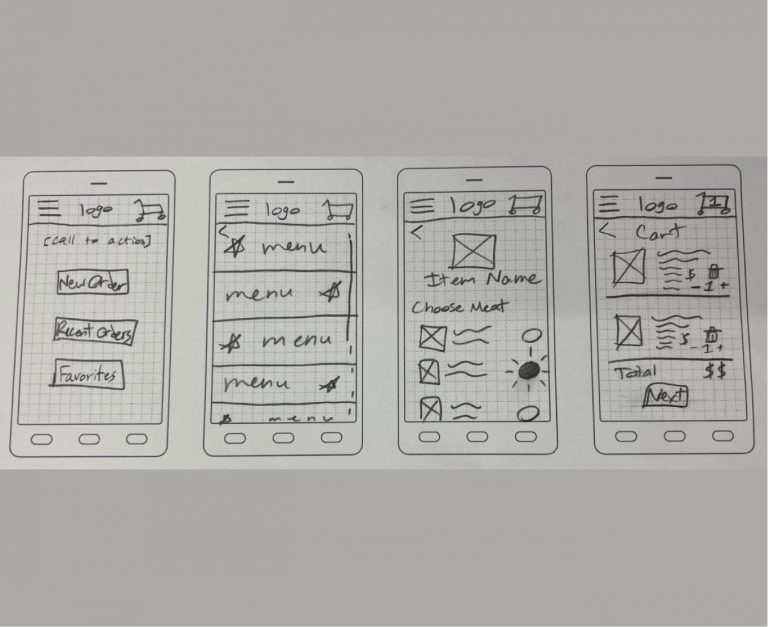 logo
[call to action]
New Order
Recent Orders
Favorites
logo
menu
menu
menu
menu
menu
logo
Item Name
Choose Meat
logo 1
Cart
$
- 1 +
$
- 1 +
Total $$
Next